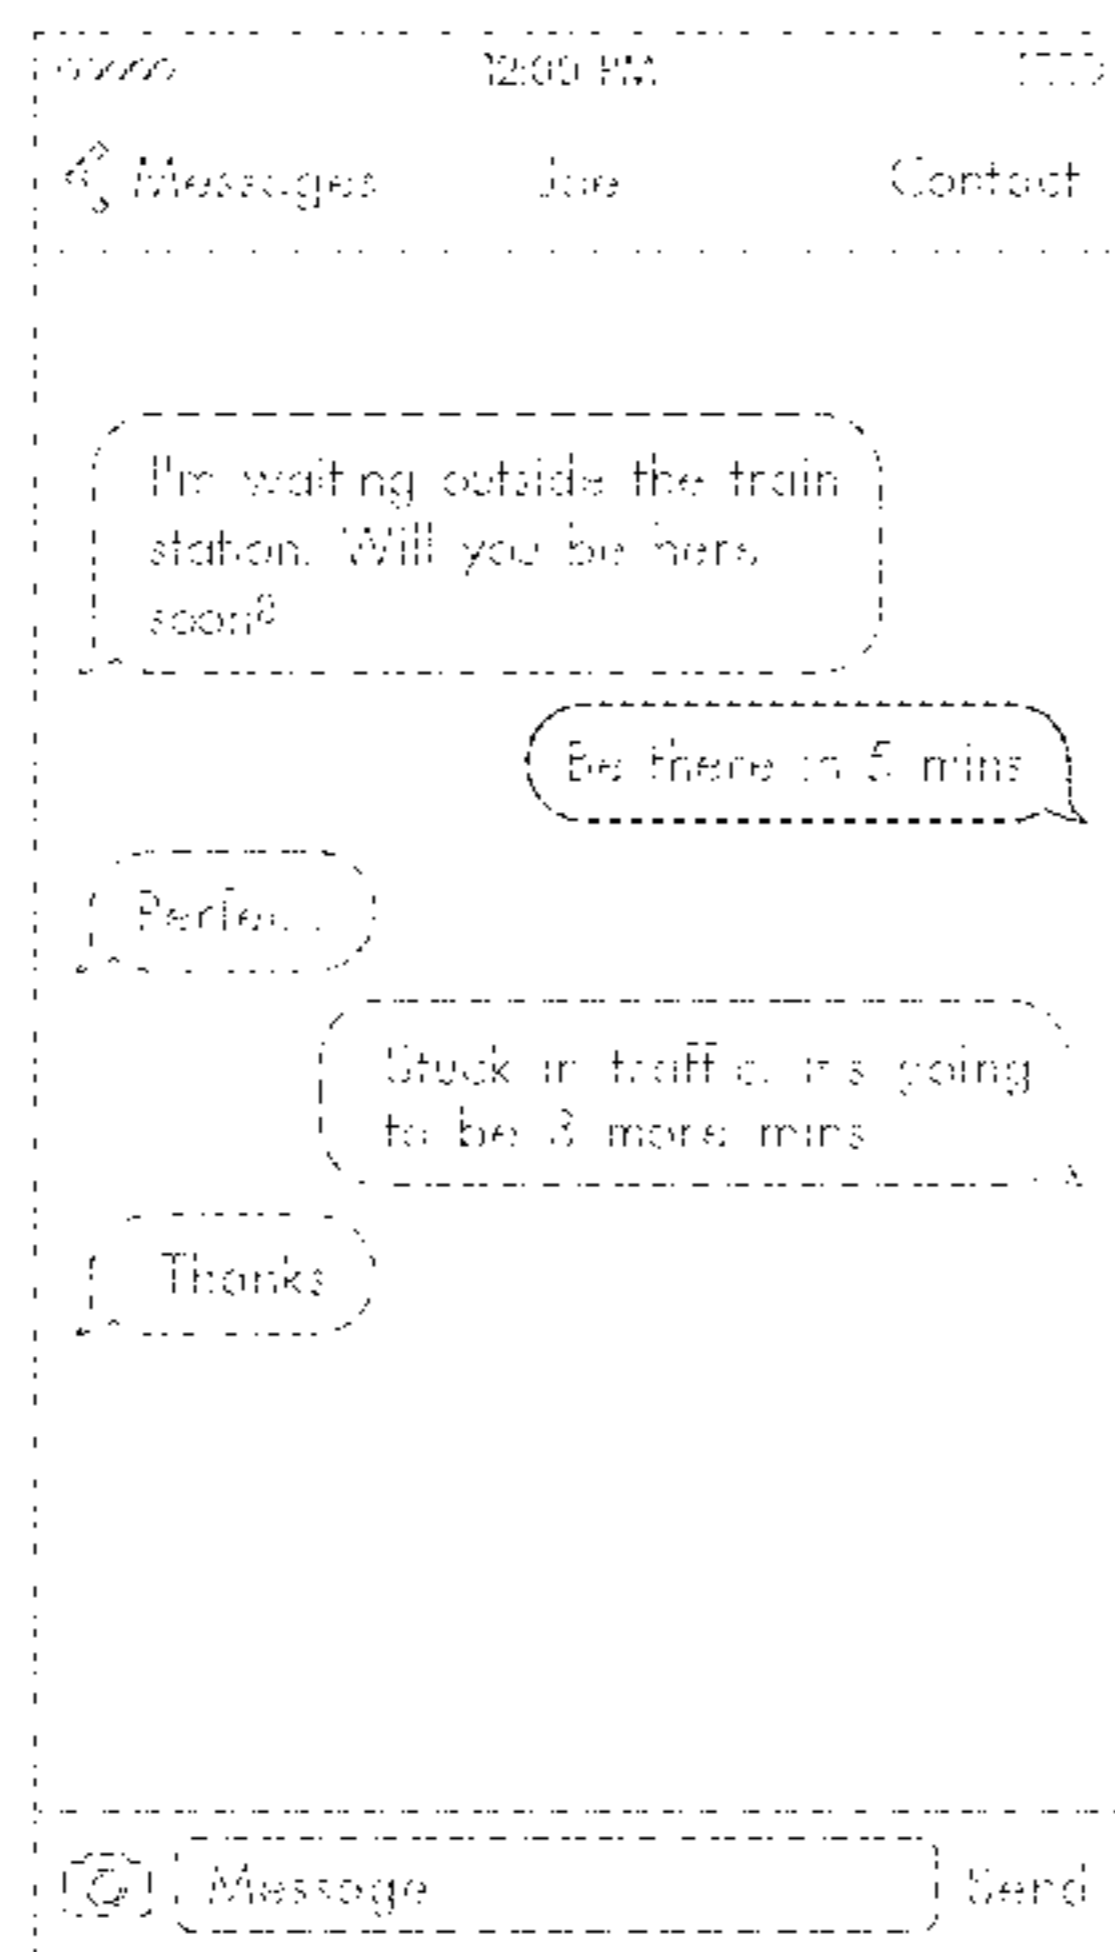 12:00 PM
Messages Joe Contact
I'm waiting outside the train
station. Will you be here
soon?
Be there in 5 mins
Perfect.
Stuck in traffic. It's going
to be 3 more mins
Thanks
Message Send